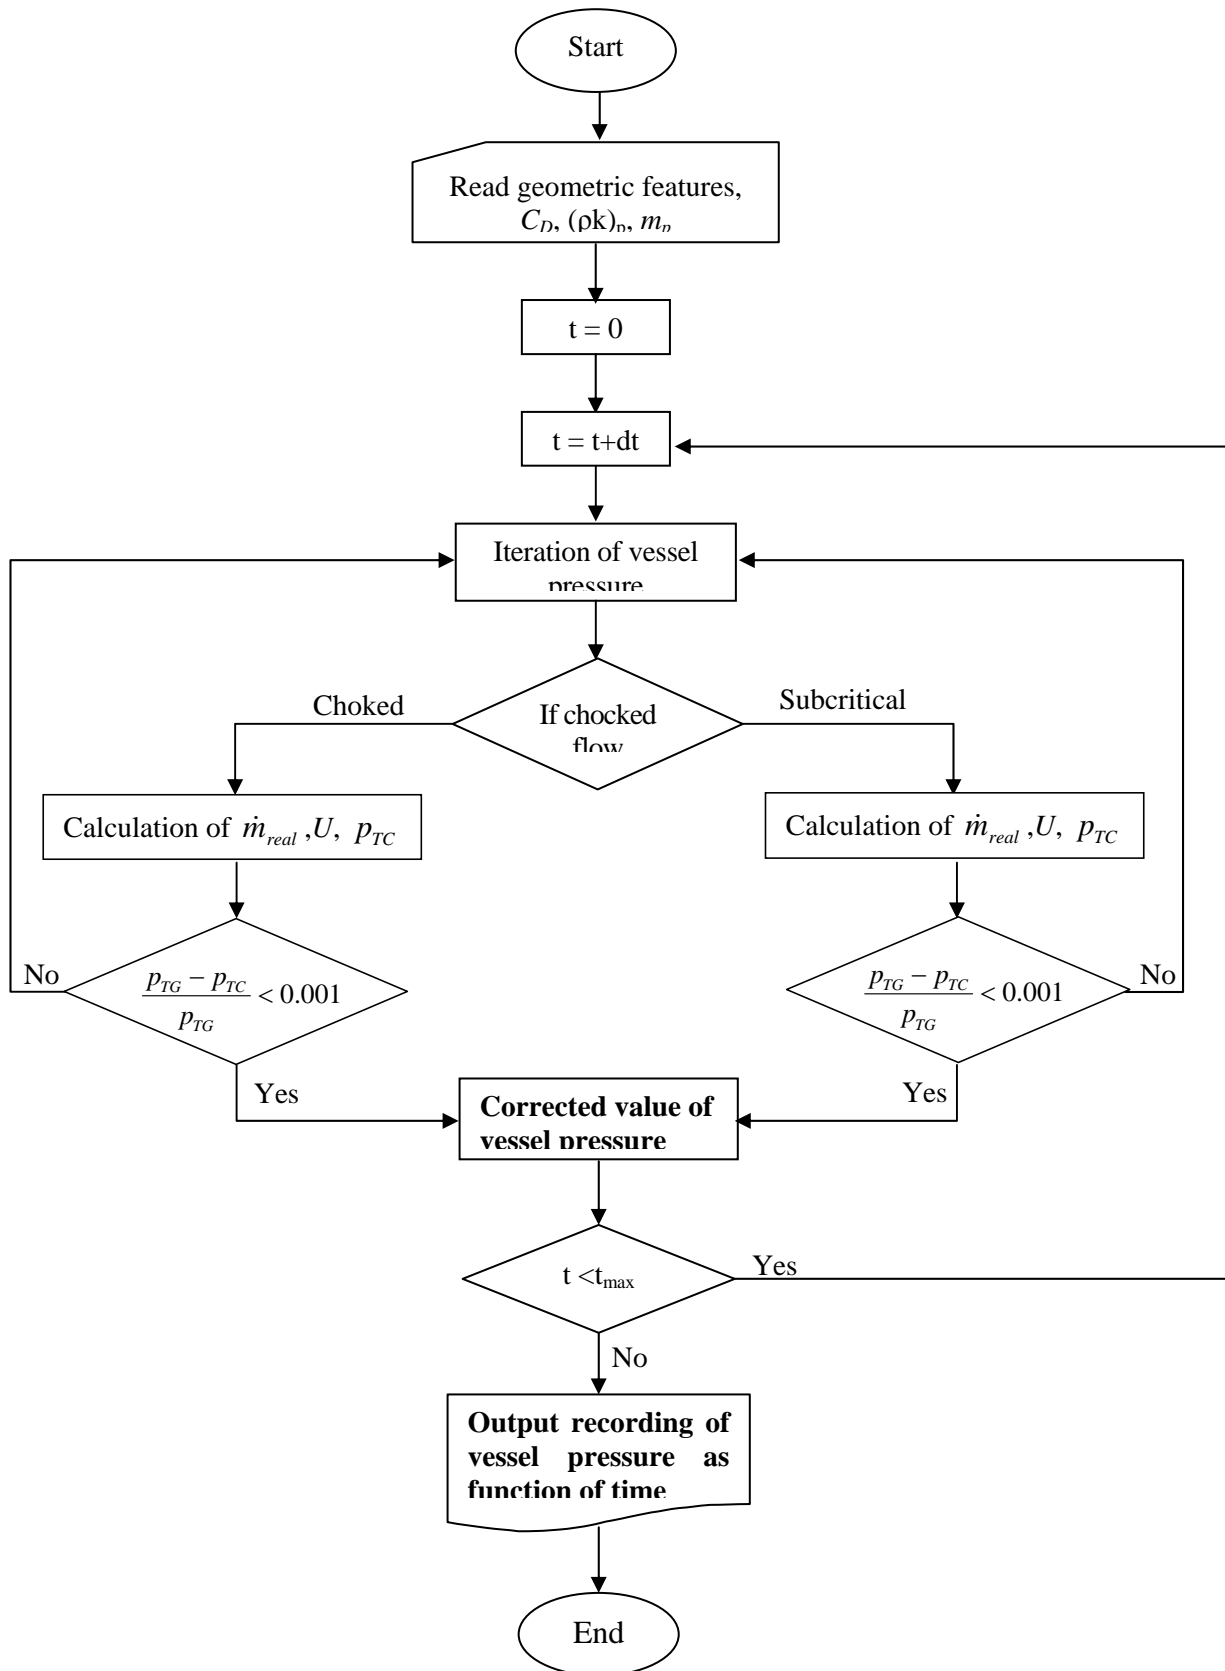 Start
Read geometric features,
C_D, (ρk)_p, m_p
t = 0
t = t+dt
Iteration of vessel
pressure
If chocked
flow
Choked
Subcritical
Calculation of ṁ_real ,U, p_TC
Calculation of ṁ_real ,U, p_TC
No
(p_TG − p_TC)/p_TG < 0.001
(p_TG − p_TC)/p_TG < 0.001
No
Yes
Yes
Corrected value of
vessel pressure
t <t_max
Yes
No
Output recording of
vessel pressure as
function of time
End